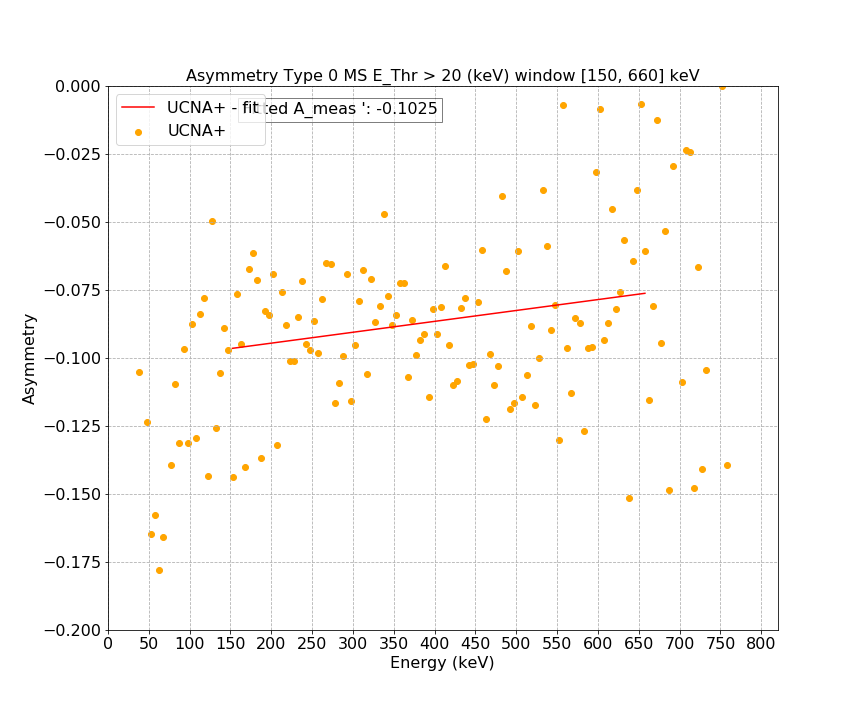 Asymmetry Type 0 MS E_Thr > 20 (keV) window [150, 660] keV
UCNA+ - fit
tted A_meas ': -0.1025
UCNA+
0.000
−0.025
−0.050
−0.075
−0.100
−0.125
−0.150
−0.175
−0.200
Asymmetry
0 50 100 150 200 250 300 350 400 450 500 550 600 650 700 750 800
Energy (keV)